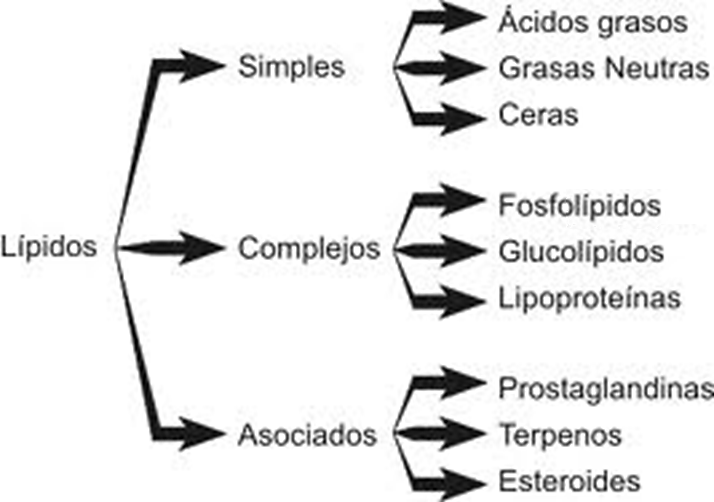 Lípidos
Simples
Ácidos grasos
Grasas Neutras
Ceras
Complejos
Fosfolípidos
Glucolípidos
Lipoproteínas
Asociados
Prostaglandinas
Terpenos
Esteroides